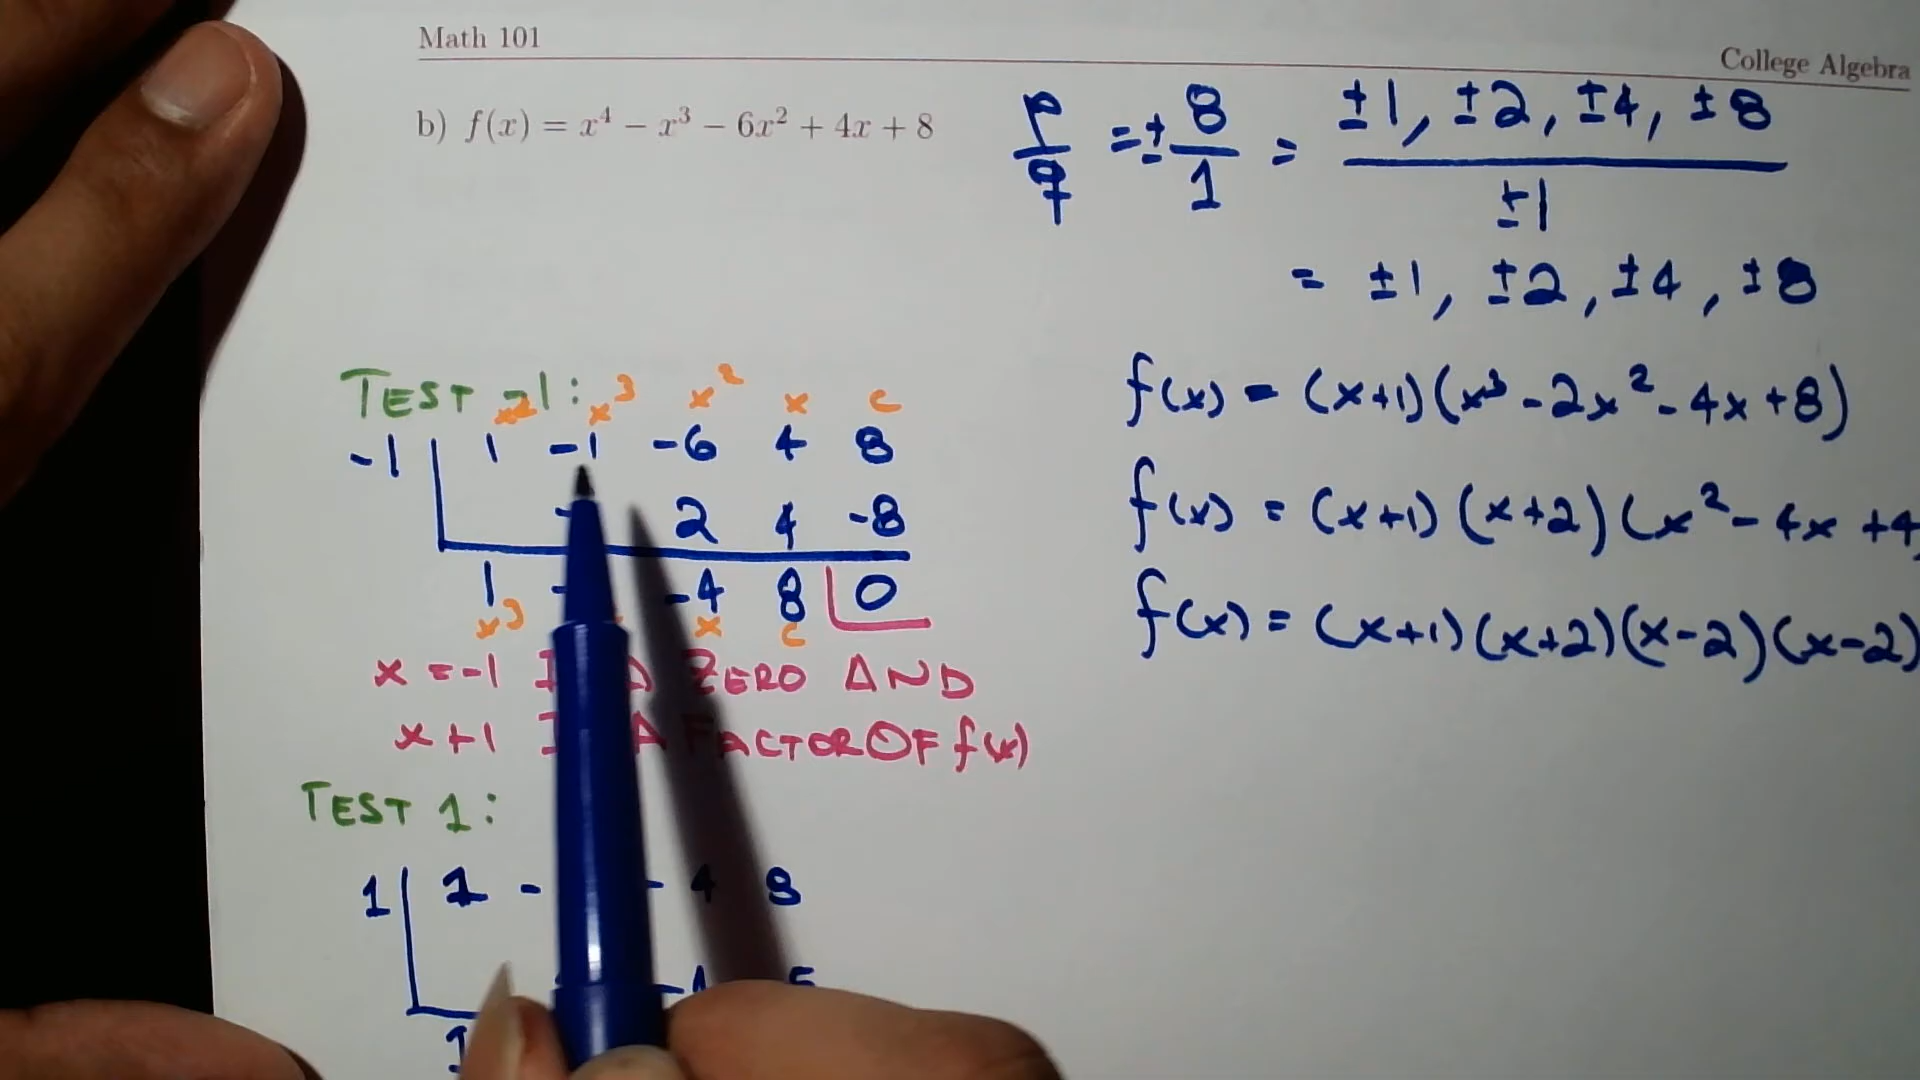 Math 101
College Algebra
b) f(x) = x⁴ − x³ − 6x² + 4x + 8
p/q = ± 8/1 = ±1, ±2, ±4, ±8 / ±1
= ±1, ±2, ±4, ±8
f(x) = (x+1)(x³-2x²-4x+8)
f(x) = (x+1)(x+2)(x²-4x+4
f(x) = (x+1)(x+2)(x-2)(x-2)
TEST -1:
x³ x² x c
-1 | 1 -1 -6 4 8
2 4 -8
1 -4 8 | 0
x³ x c
x = -1 ZERO AND
x+1 A FACTOR OF f(x)
TEST 1:
1 | 1 - -4 8